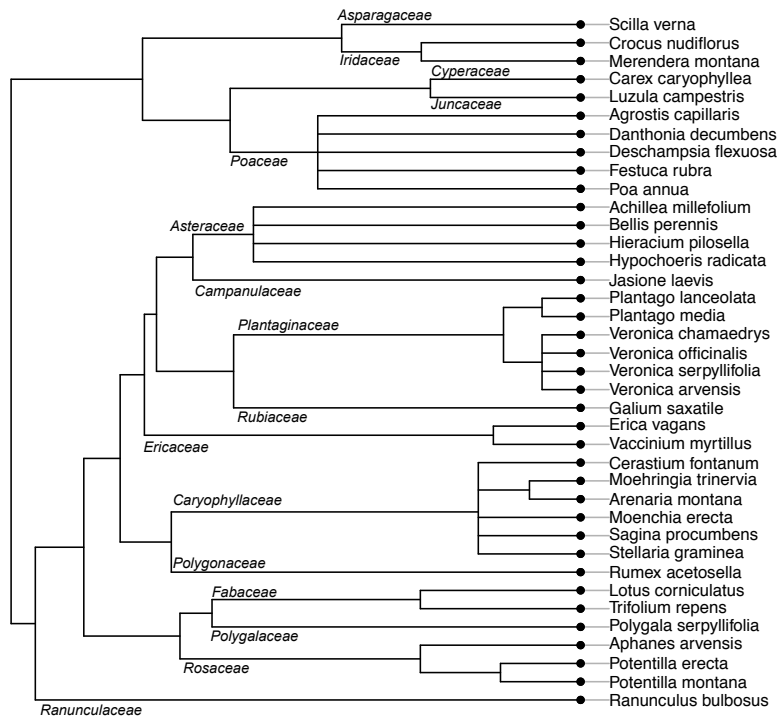 Asparagaceae
Scilla verna
Crocus nudiflorus
Iridaceae
Merendera montana
Cyperaceae
Carex caryophyllea
Luzula campestris
Juncaceae
Agrostis capillaris
Danthonia decumbens
Deschampsia flexuosa
Poaceae
Festuca rubra
Poa annua
Achillea millefolium
Asteraceae
Bellis perennis
Hieracium pilosella
Hypochoeris radicata
Jasione laevis
Campanulaceae
Plantago lanceolata
Plantago media
Plantaginaceae
Veronica chamaedrys
Veronica officinalis
Veronica serpyllifolia
Veronica arvensis
Galium saxatile
Rubiaceae
Erica vagans
Vaccinium myrtillus
Ericaceae
Cerastium fontanum
Moehringia trinervia
Caryophyllaceae
Arenaria montana
Moenchia erecta
Sagina procumbens
Stellaria graminea
Polygonaceae
Rumex acetosella
Fabaceae
Lotus corniculatus
Trifolium repens
Polygala serpyllifolia
Polygalaceae
Aphanes arvensis
Rosaceae
Potentilla erecta
Potentilla montana
Ranunculus bulbosus
Ranunculaceae